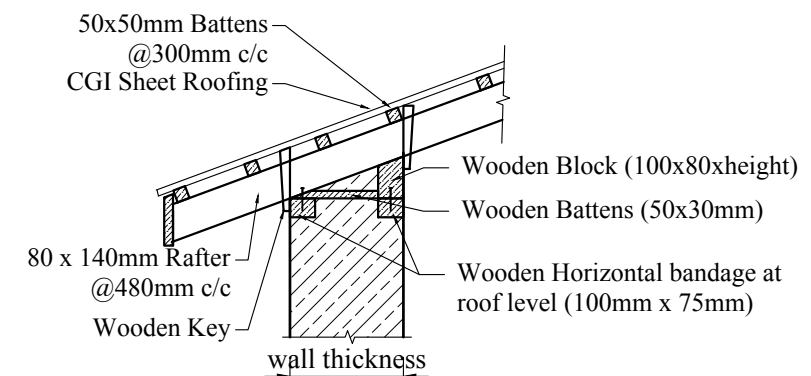 50x50mm Battens
@300mm c/c
CGI Sheet Roofing
Wooden Block (100x80xheight)
Wooden Battens (50x30mm)
80 x 140mm Rafter
@480mm c/c
Wooden Key
Wooden Horizontal bandage at
roof level (100mm x 75mm)
wall thickness